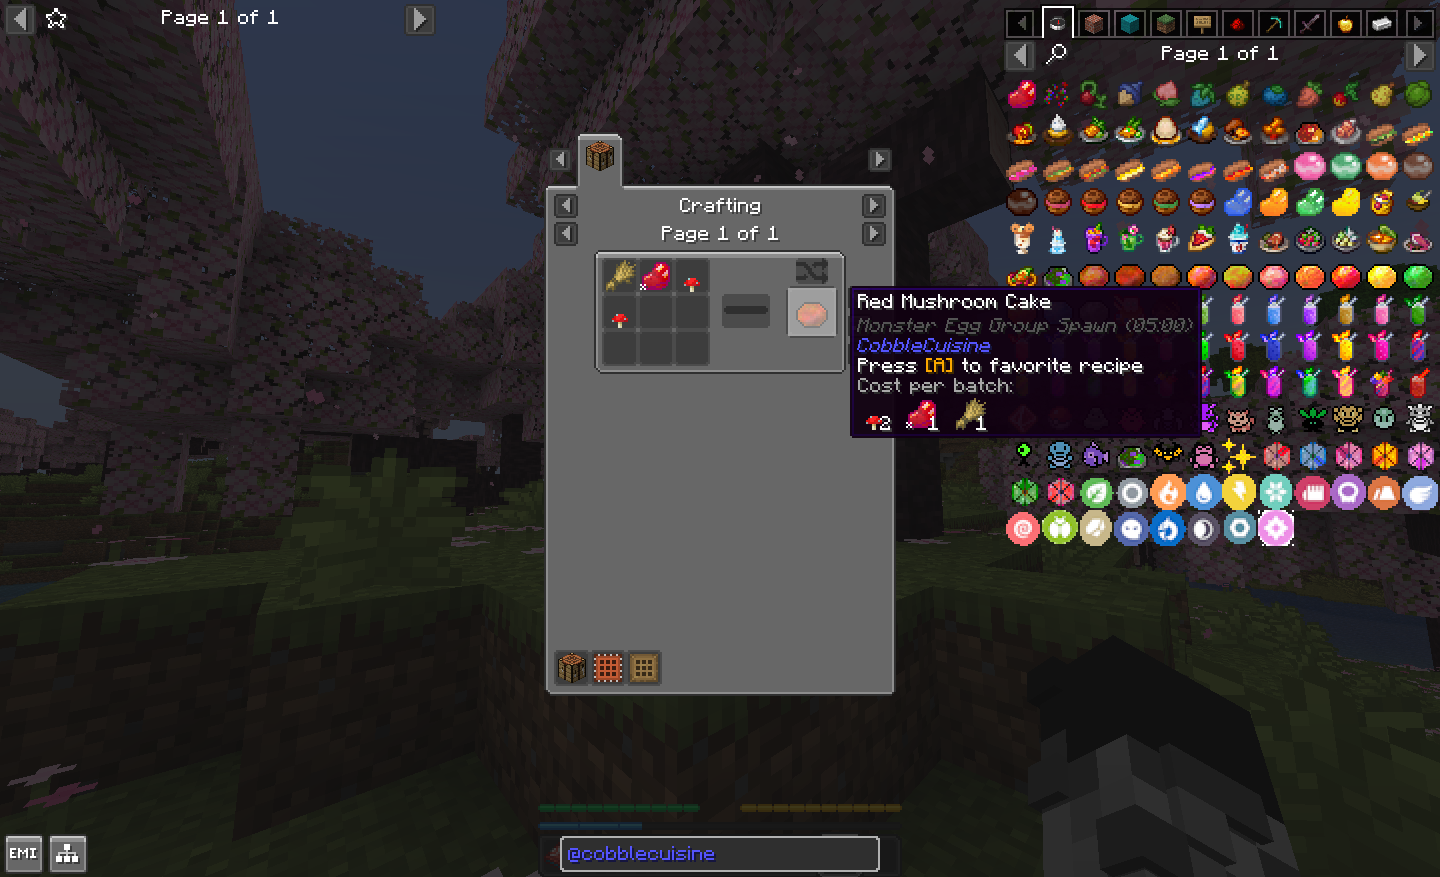 Page 1 of 1
Page 1 of 1
Crafting
Page 1 of 1
Red Mushroom Cake
Monster Egg Group Spawn (05:00)
CobbleCuisine
Press [A] to favorite recipe
Cost per batch:
2 1 1
EMI
@cobblecuisine